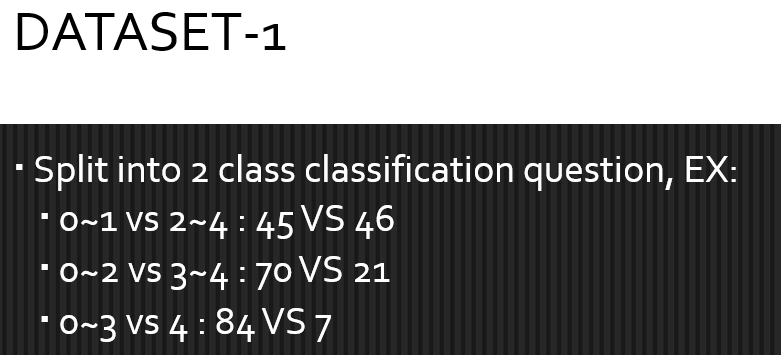 DATASET-1
▪ Split into 2 class classification question, EX:
▪ 0~1 vs 2~4 : 45 VS 46
▪ 0~2 vs 3~4 : 70 VS 21
▪ 0~3 vs 4 : 84 VS 7